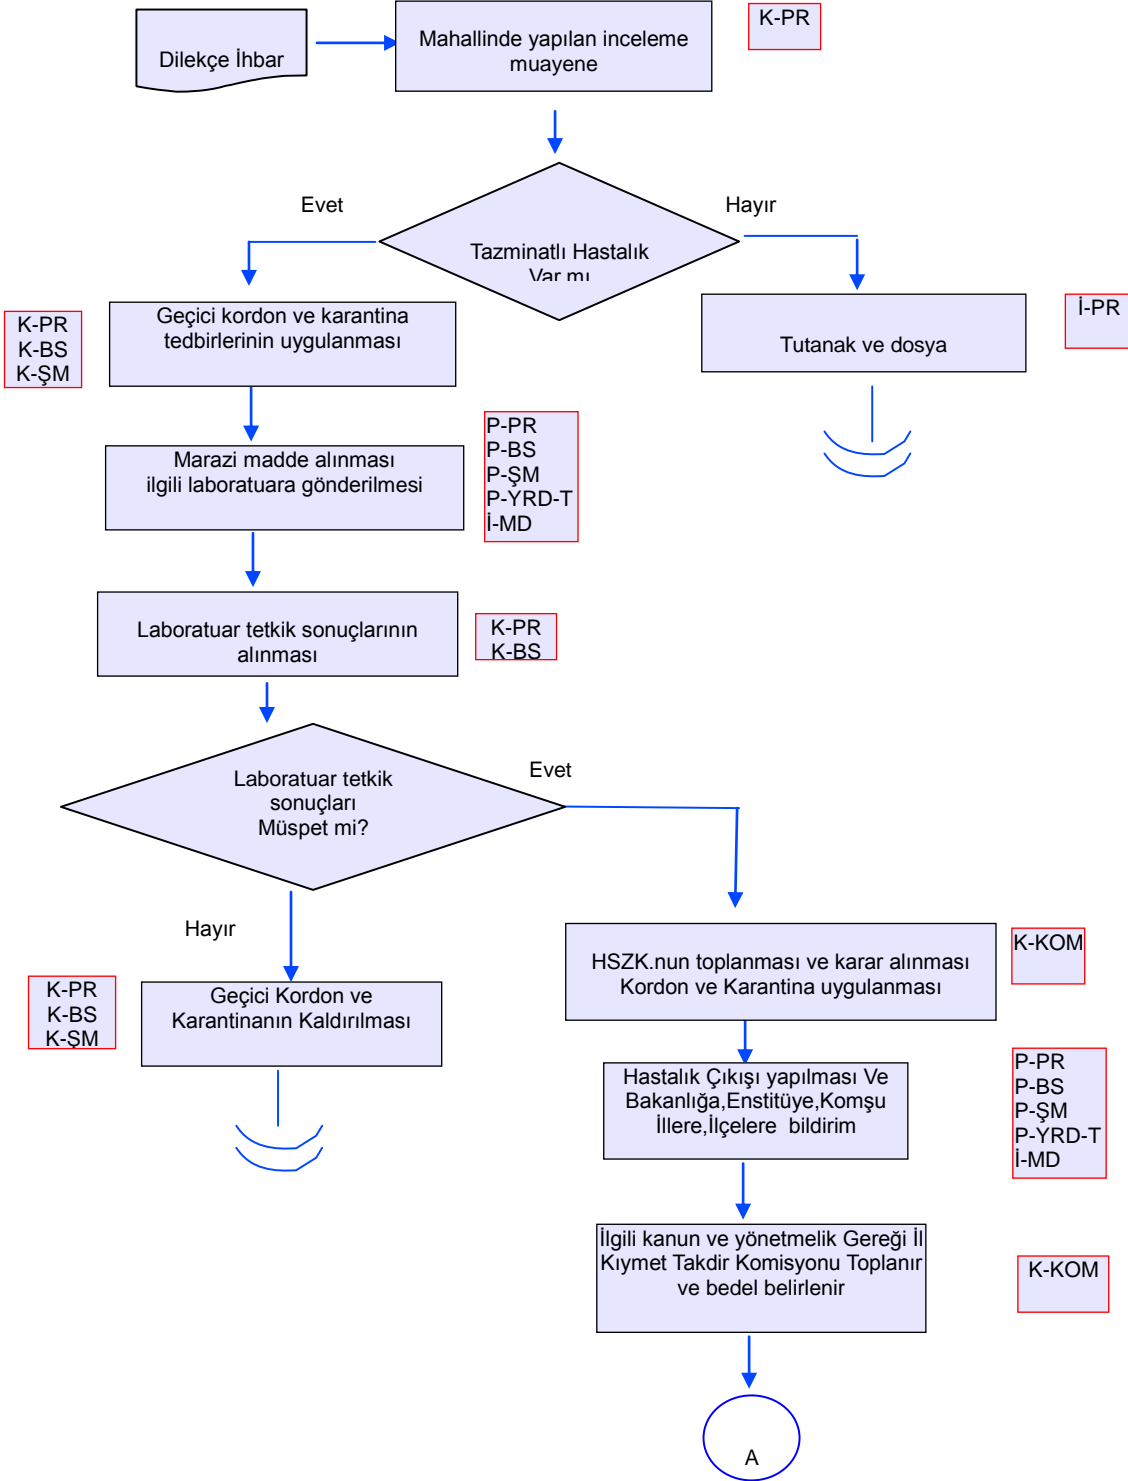 Dilekçe İhbar
Mahallinde yapılan inceleme
muayene
K-PR
Evet
Hayır
Tazminatlı Hastalık
Var mı
K-PR
K-BS
K-ŞM
Geçici kordon ve karantina
tedbirlerinin uygulanması
Tutanak ve dosya
İ-PR
Marazi madde alınması
ilgili laboratuara gönderilmesi
P-PR
P-BS
P-ŞM
P-YRD-T
İ-MD
Laboratuar tetkik sonuçlarının
alınması
K-PR
K-BS
Laboratuar tetkik
sonuçları
Müspet mi?
Evet
Hayır
K-PR
K-BS
K-ŞM
Geçici Kordon ve
Karantinanın Kaldırılması
HSZK.nun toplanması ve karar alınması
Kordon ve Karantina uygulanması
K-KOM
Hastalık Çıkışı yapılması Ve
Bakanlığa,Enstitüye,Komşu
İllere,İlçelere bildirim
P-PR
P-BS
P-ŞM
P-YRD-T
İ-MD
İlgili kanun ve yönetmelik Gereği İl
Kıymet Takdir Komisyonu Toplanır
ve bedel belirlenir
K-KOM
A